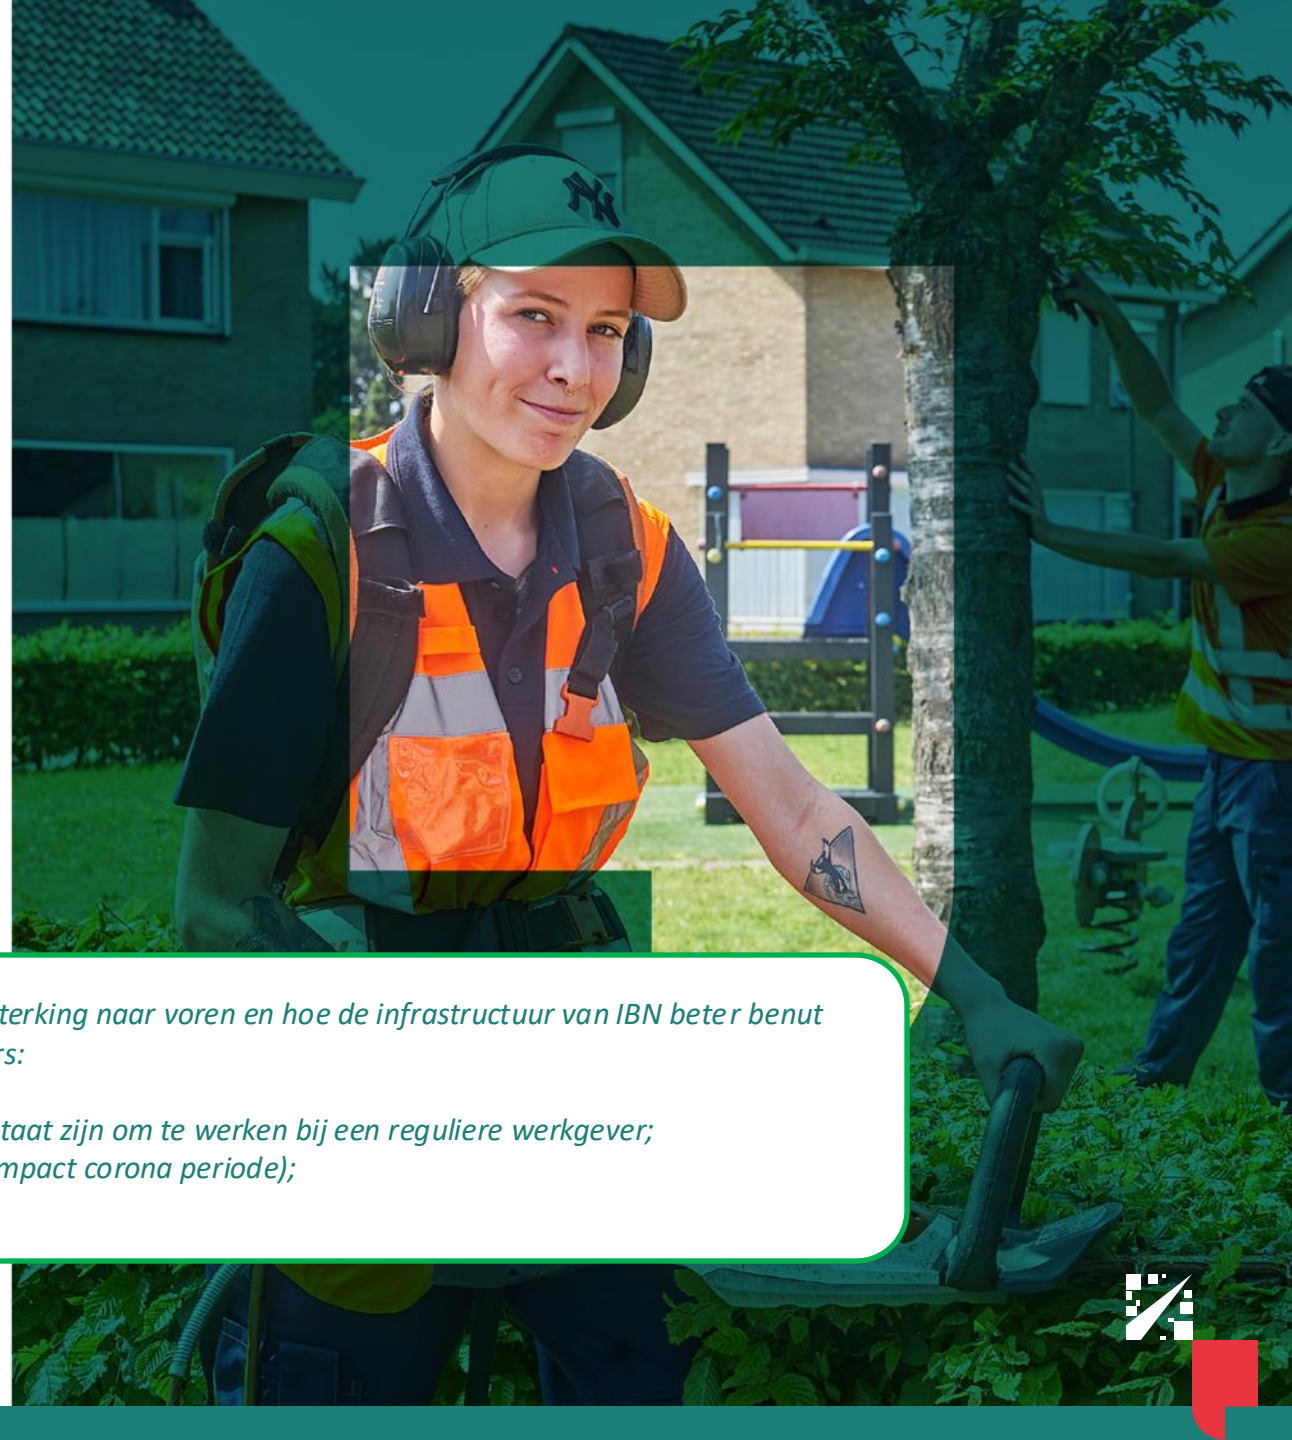 NY
terking naar voren en hoe de infrastructuur van IBN beter benut
rs:
taat zijn om te werken bij een reguliere werkgever;
mpact corona periode);